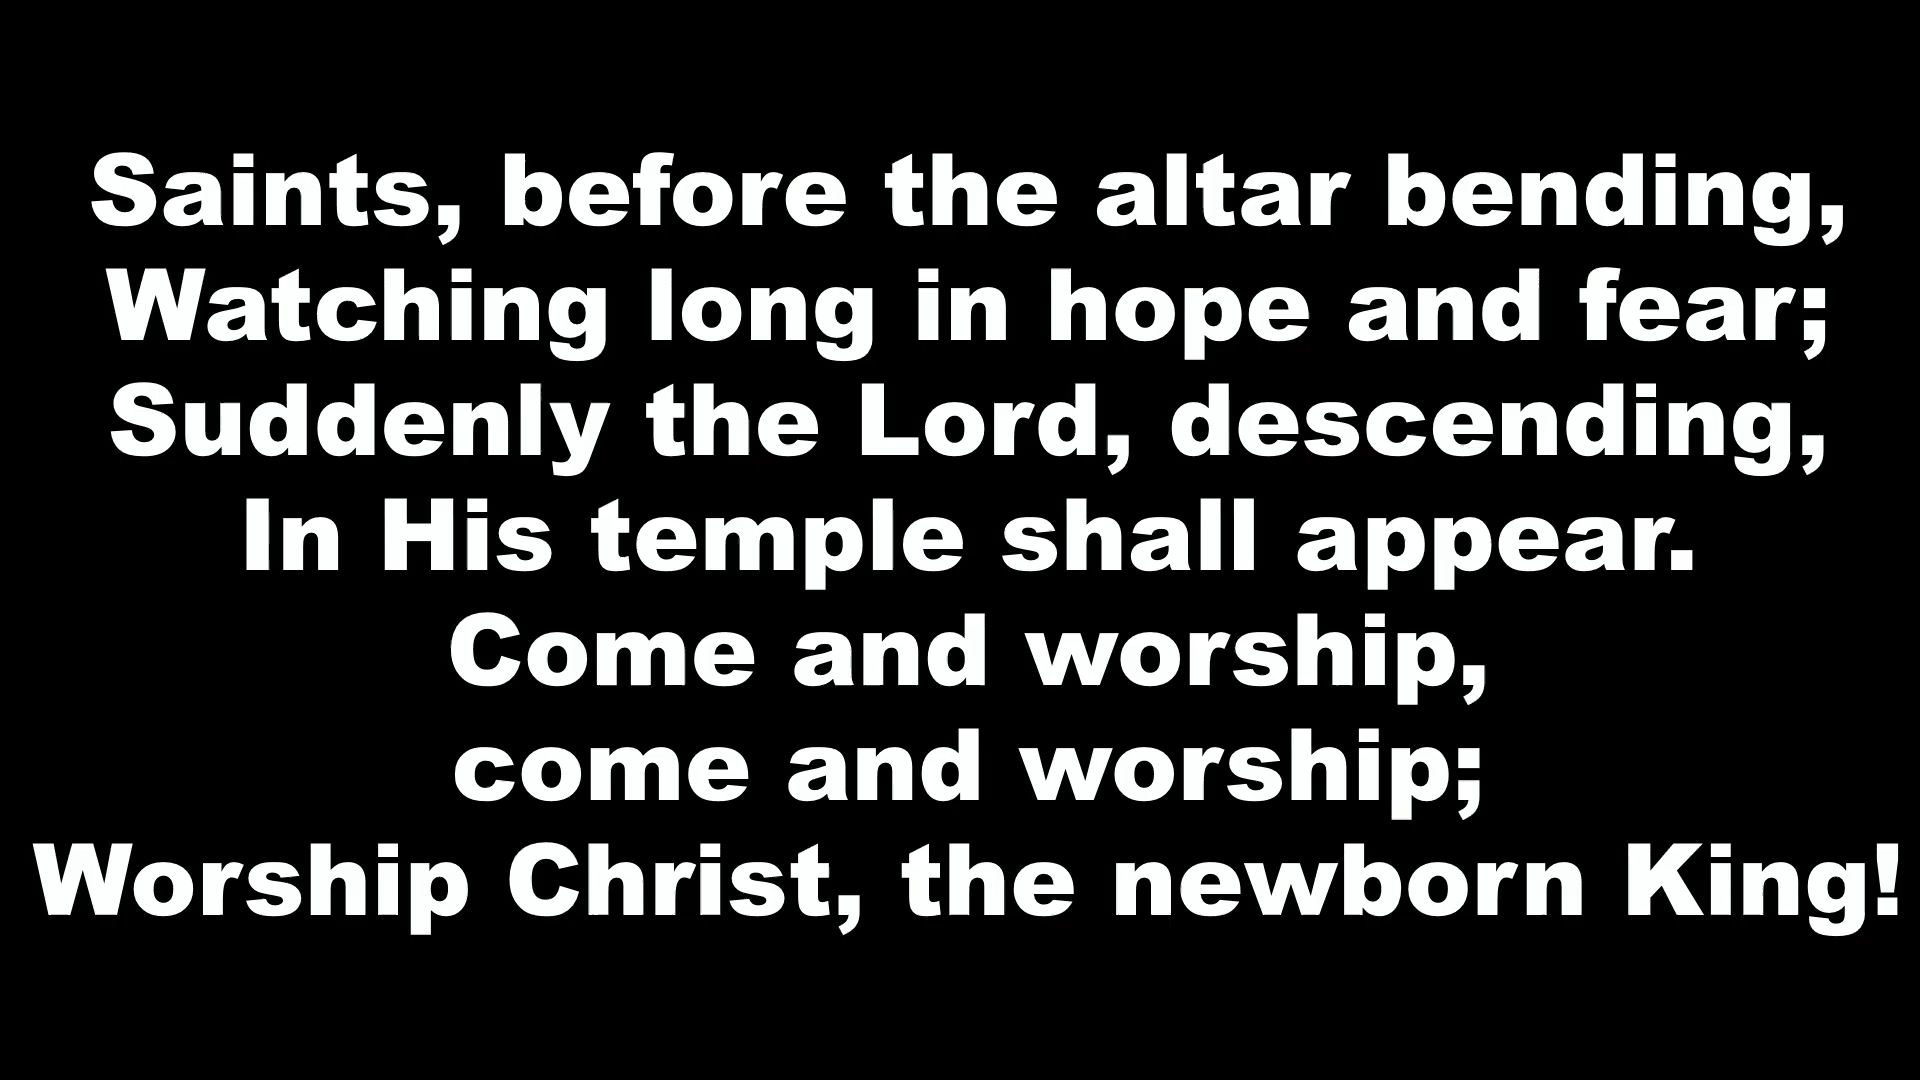 Saints, before the altar bending,
Watching long in hope and fear;
Suddenly the Lord, descending,
In His temple shall appear.
Come and worship,
come and worship;
Worship Christ, the newborn King!